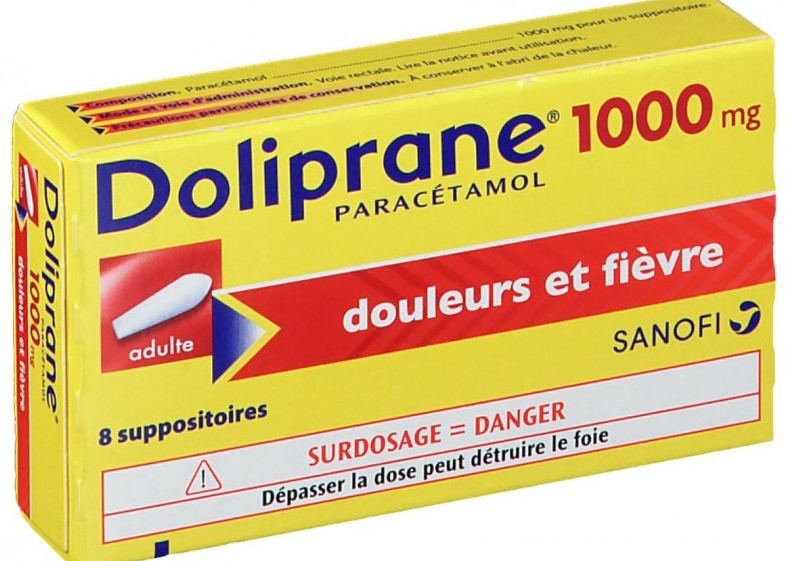 Composition. Paracétamol ........ 1000 mg pour un suppositoire.
Mode et voie d'administration. Voie rectale. Lire la notice avant utilisation.
Précautions particulières de conservation. À conserver à l'abri de la chaleur.
Doliprane® 1000 mg
PARACÉTAMOL
douleurs et fièvre
adulte
SANOFI
8 suppositoires
SURDOSAGE = DANGER
Dépasser la dose peut détruire le foie
adulte
Doliprane®
PARACÉTAMOL
1000 mg
douleurs et fièvre